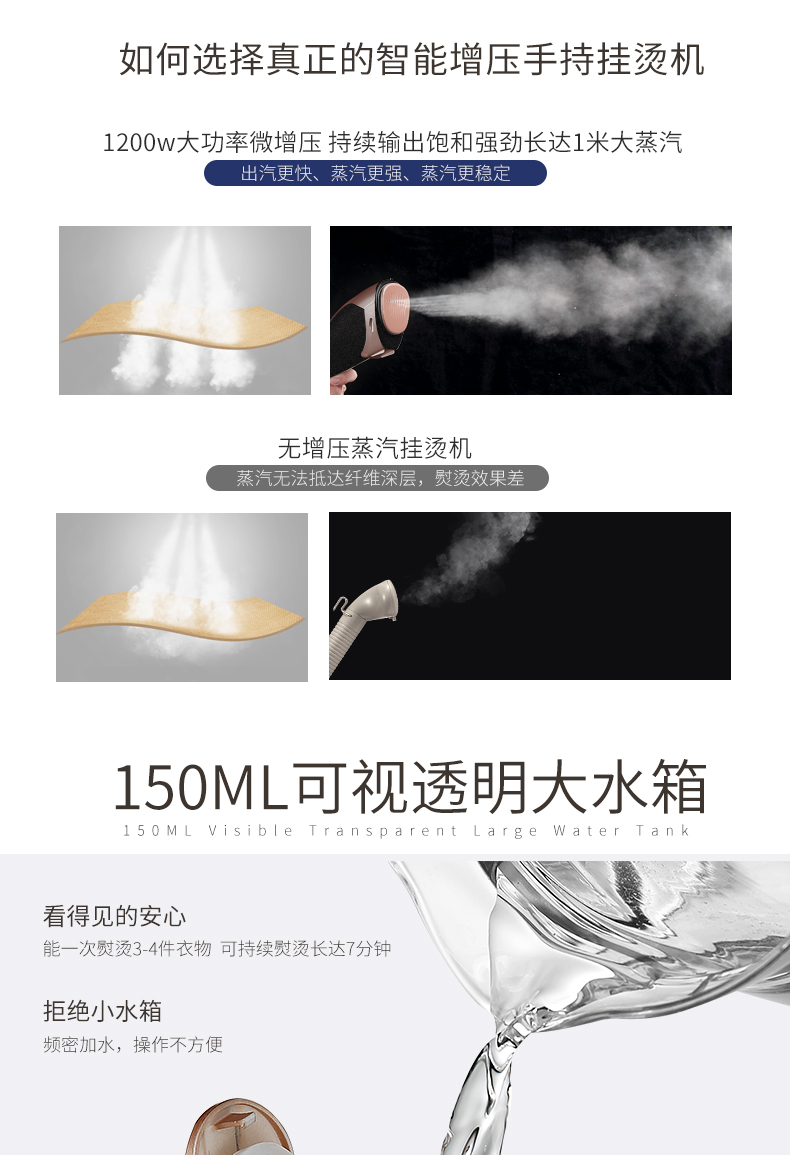 如何选择真正的智能增压手持挂烫机
1200w大功率微增压 持续输出饱和强劲长达1米大蒸汽
出汽更快、蒸汽更强、蒸汽更稳定
无增压蒸汽挂烫机
蒸汽无法抵达纤维深层，熨烫效果差
150ML可视透明大水箱
150ML Visible Transparent Large Water Tank
看得见的安心
能一次熨烫3-4件衣物 可持续熨烫长达7分钟
拒绝小水箱
频密加水，操作不方便